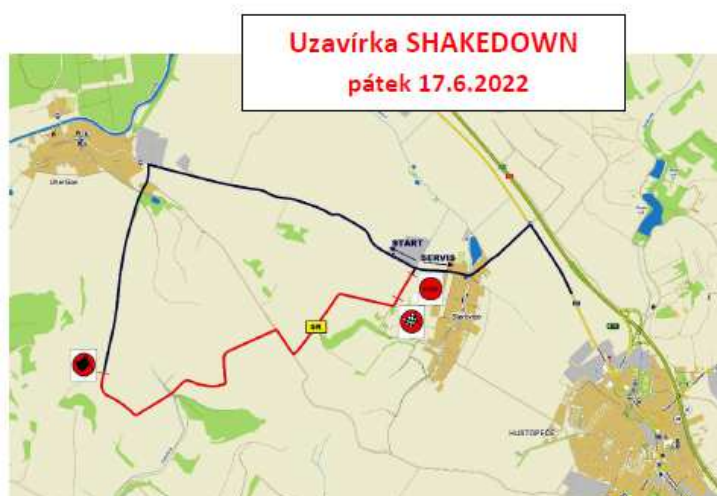 Uzavírka SHAKEDOWN
pátek 17.6.2022
START
SERVIS
SR
HUSTOPEČE